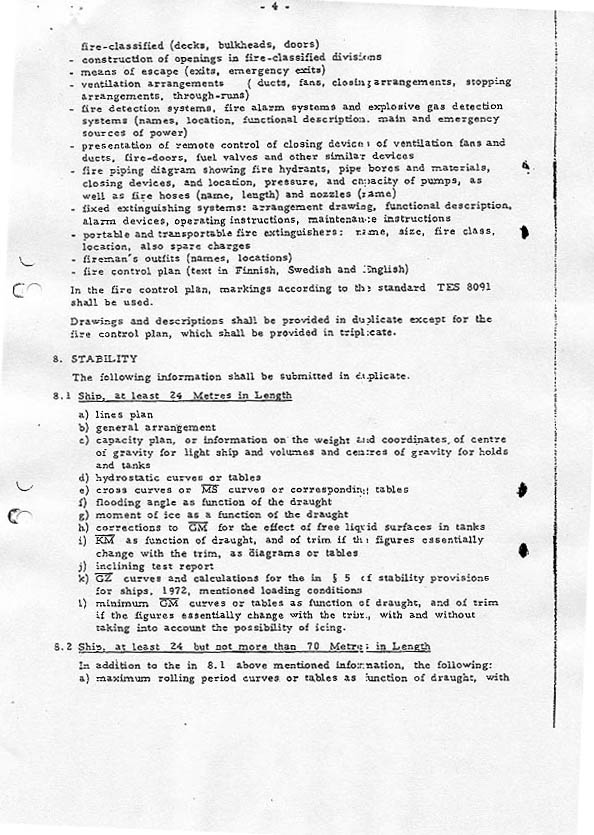 - 4 -
fire-classified (decks, bulkheads, doors)
- construction of openings in fire-classified divisions
- means of escape (exits, emergency exits)
- ventilation arrangements ( ducts, fans, closing arrangements, stopping
arrangements, through-runs)
- fire detection systems, fire alarm systems and explosive gas detection
systems (names, location, functional description. main and emergency
sources of power)
- presentation of remote control of closing devices of ventilation fans and
ducts, fire-doors, fuel valves and other similar devices
- fire piping diagram showing fire hydrants, pipe bores and materials,
closing devices, and location, pressure, and capacity of pumps, as
well as fire hoses (name, length) and nozzles (name)
- fixed extinguishing systems: arrangement drawing, functional description,
alarm devices, operating instructions, maintenance instructions
- portable and transportable fire extinguishers: name, size, fire class,
location, also spare charges
- fireman's outfits (names, locations)
- fire control plan (text in Finnish, Swedish and English)
In the fire control plan, markings according to the standard TES 8091
shall be used.
Drawings and descriptions shall be provided in duplicate except for the
fire control plan, which shall be provided in triplicate.
8. STABILITY
The following information shall be submitted in duplicate.
8.1 Ship, at least 24 Metres in Length
a) lines plan
b) general arrangement
c) capacity plan, or information on the weight and coordinates of centre
of gravity for light ship and volumes and centres of gravity for holds
and tanks
d) hydrostatic curves or tables
e) cross curves or M̅S̅ curves or corresponding tables
f) flooding angle as function of the draught
g) moment of ice as a function of the draught
h) corrections to G̅M̅ for the effect of free liquid surfaces in tanks
i) K̅M̅ as function of draught, and of trim if the figures essentially
change with the trim, as diagrams or tables
j) inclining test report
k) G̅Z̅ curves and calculations for the in § 5 of stability provisions
for ships, 1972, mentioned loading conditions
l) minimum G̅M̅ curves or tables as function of draught, and of trim
if the figures essentially change with the trim, with and without
taking into account the possibility of icing.
8.2 Ship, at least 24 but not more than 70 Metres in Length
In addition to the in 8.1 above mentioned information, the following:
a) maximum rolling period curves or tables as function of draught, with